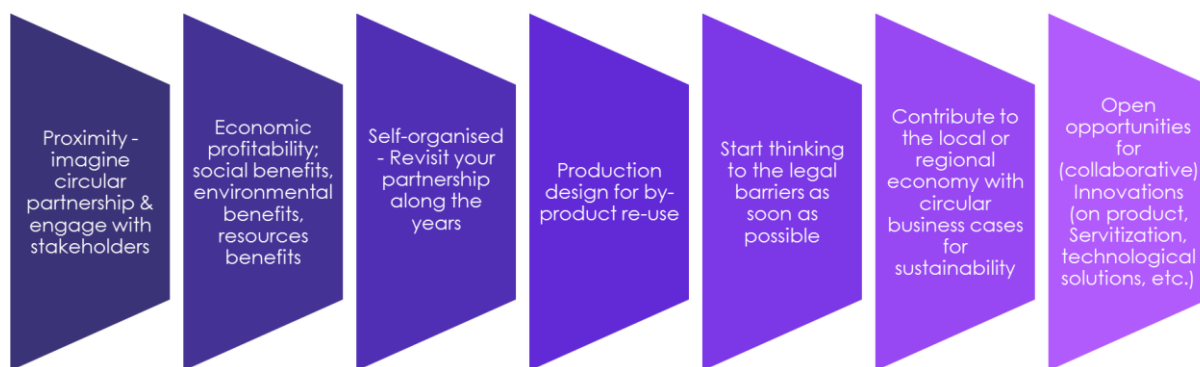 Proximity -
imagine
circular
partnership &
engage with
stakeholders
Economic
profitability;
social benefits,
environmental
benefits,
resources
benefits
Self-organised
- Revisit your
partnership
along the
years
Production
design for by-
product re-use
Start thinking
to the legal
barriers as
soon as
possible
Contribute to
the local or
regional
economy with
circular
business cases
for
sustainability
Open
opportunities
for
(collaborative)
Innovations
(on product,
Servitization,
technological
solutions, etc.)